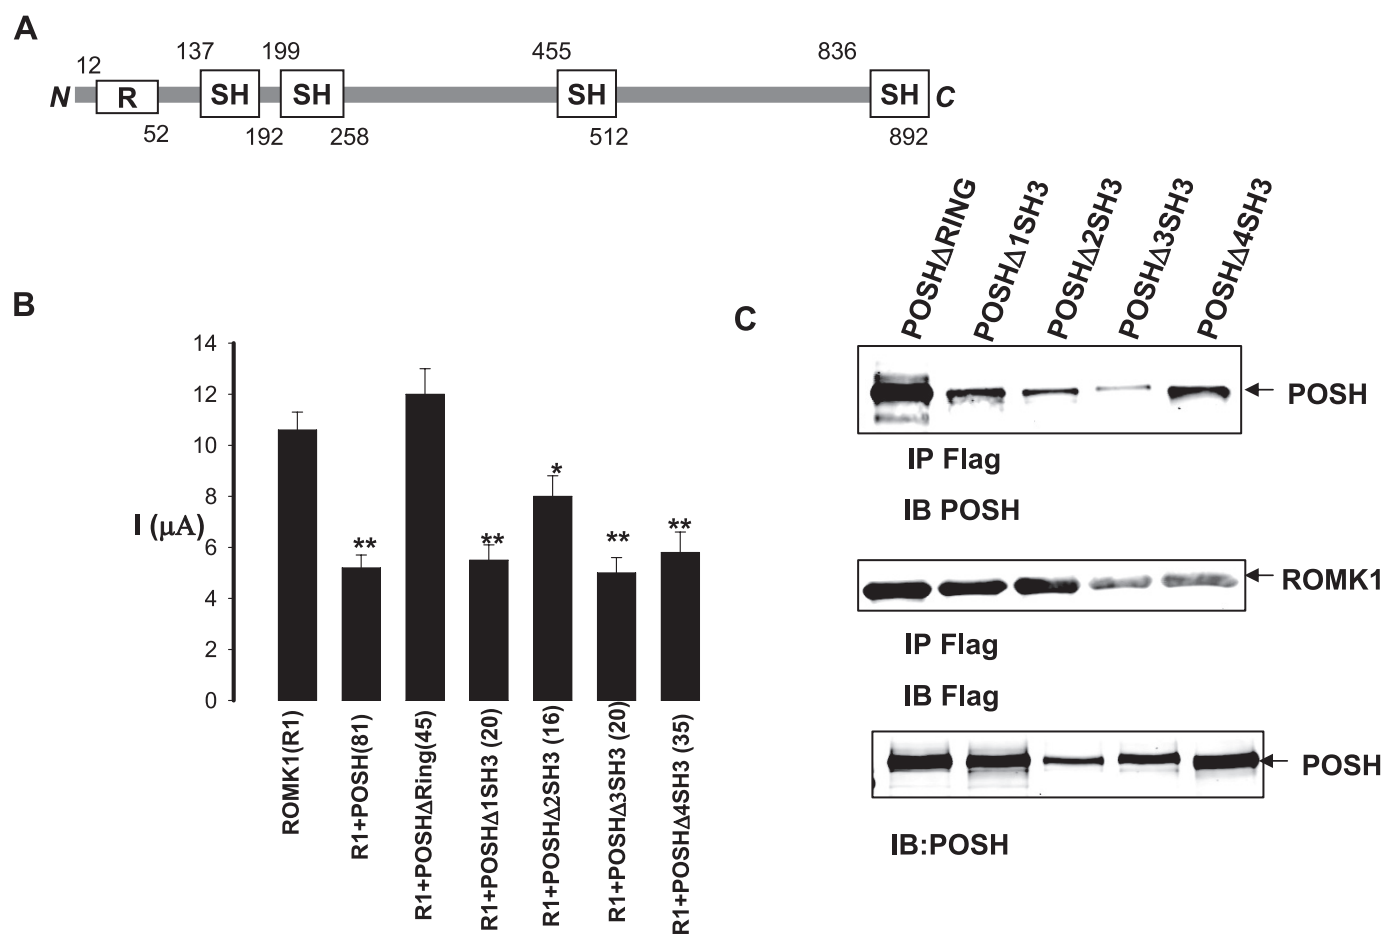 A
12 137 199 455 836
N R SH SH SH SH C
52 192 258 512 892
B
I (μA)
14
12
10
8
6
4
2
0
** ** * ** **
ROMK1(R1)
R1+POSH(81)
R1+POSHΔRing(45)
R1+POSHΔ1SH3 (20)
R1+POSHΔ2SH3 (16)
R1+POSHΔ3SH3 (20)
R1+POSHΔ4SH3 (35)
C
POSHΔRING
POSHΔ1SH3
POSHΔ2SH3
POSHΔ3SH3
POSHΔ4SH3
POSH
IP Flag
IB POSH
ROMK1
IP Flag
IB Flag
POSH
IB:POSH